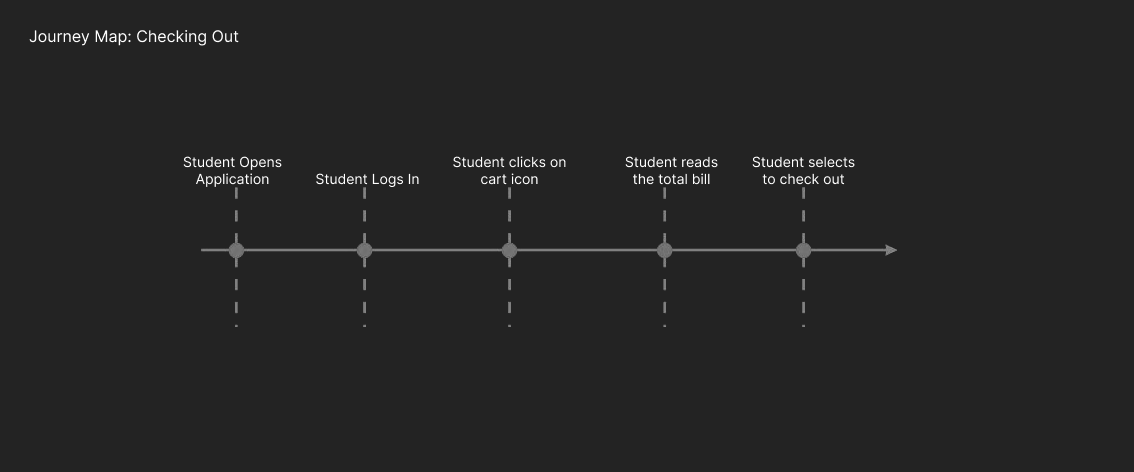 Journey Map: Checking Out
Student Opens
Application
Student Logs In
Student clicks on
cart icon
Student reads
the total bill
Student selects
to check out